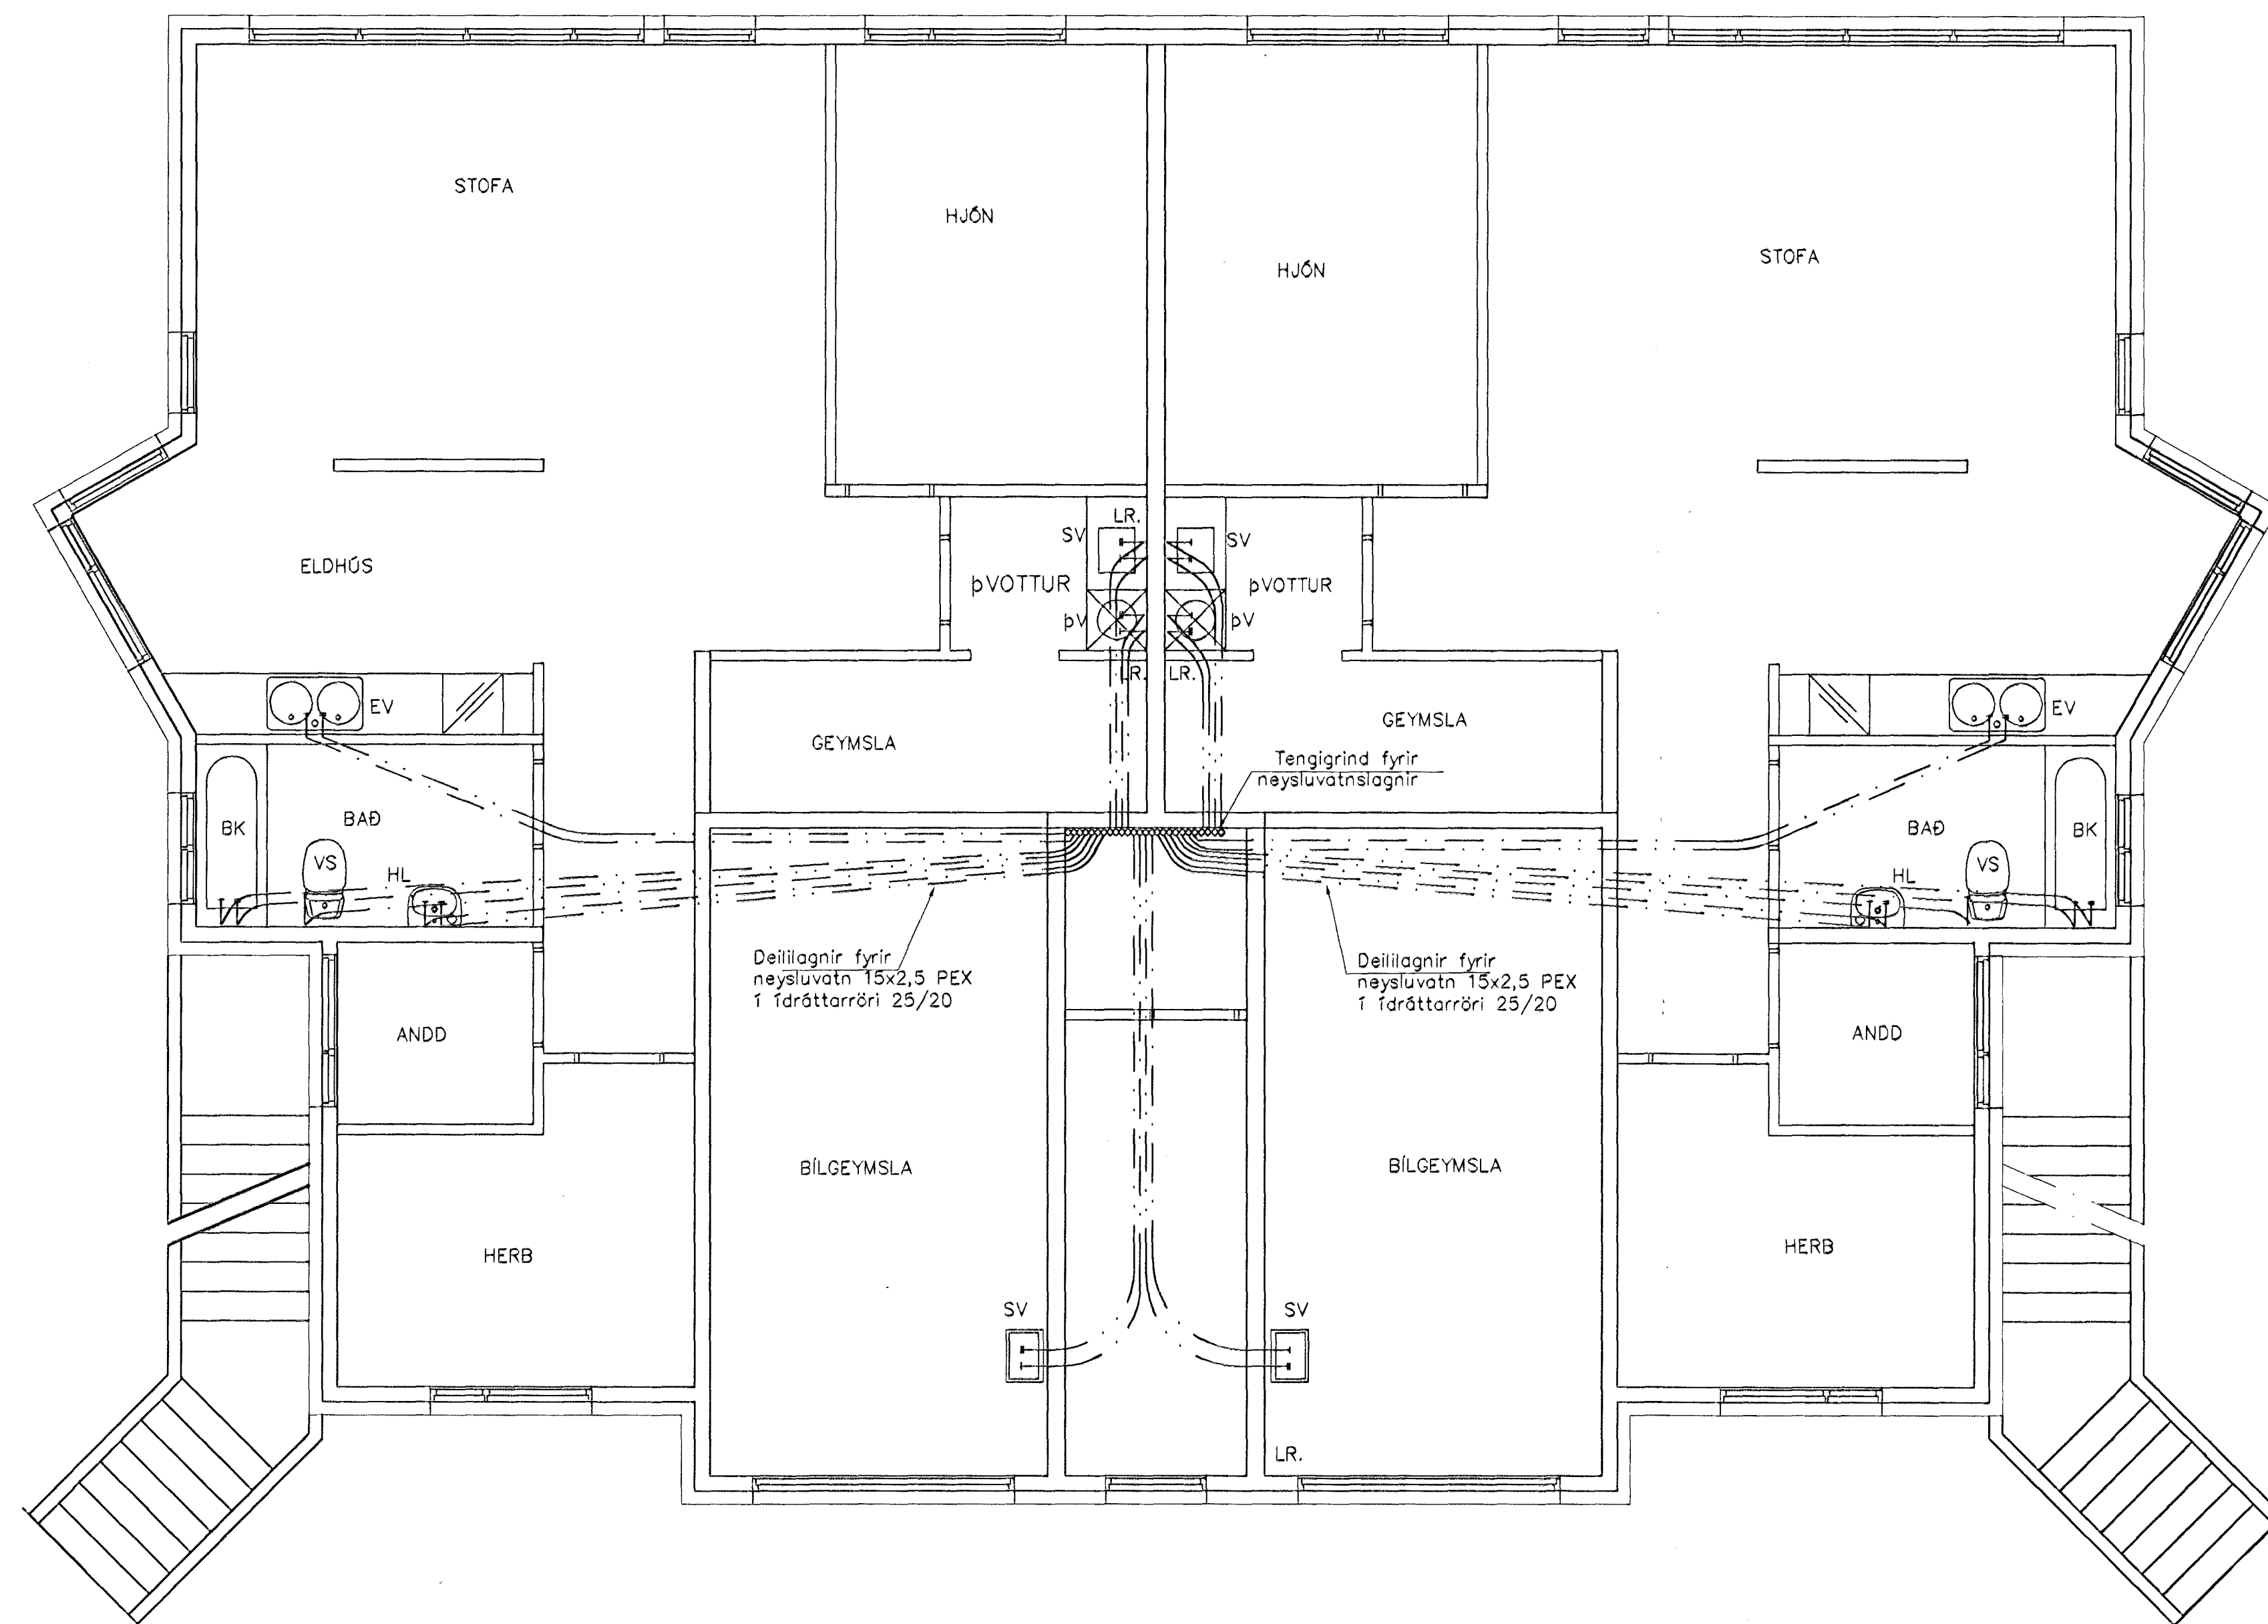 STOFA
HJÓN
HJÓN
STOFA
ELDHÚS
LR.
SV
SV
þVOTTUR
þVOTTUR
þV
þV
LR.
LR.
EV
EV
GEYMSLA
GEYMSLA
Tengigrind fyrir
neysluvatnslagnir
BK
BAÐ
VS
HL
BAÐ
BK
VS
HL
Deililagnir fyrir
neysluvatn 15x2,5 PEX
í ídráttarröri 25/20
Deililagnir fyrir
neysluvatn 15x2,5 PEX
í ídráttarröri 25/20
ANDD
ANDD
BÍLGEYMSLA
BÍLGEYMSLA
HERB
HERB
SV
SV
LR.